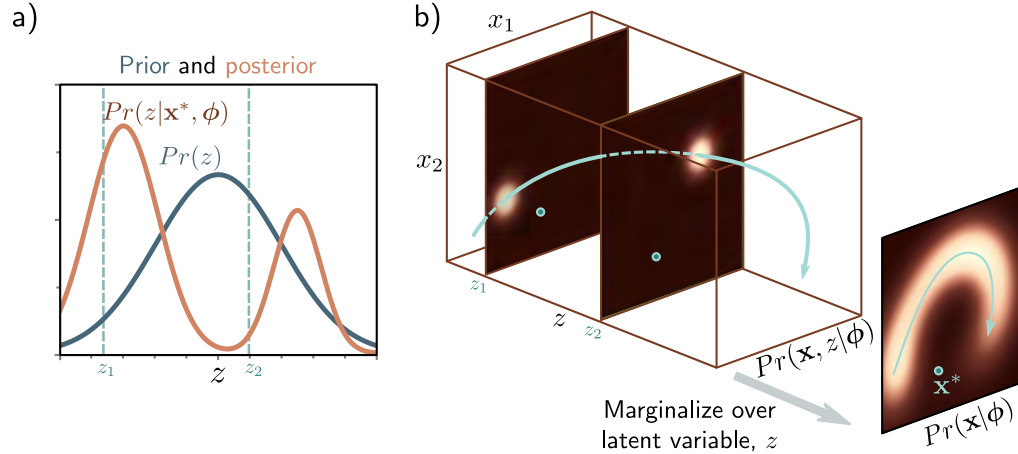 a)
Prior and posterior
Pr(z|x*, ϕ)
Pr(z)
z₁
z
z₂
b)
x₁
x₂
z₁
z
z₂
Pr(x, z|ϕ)
Marginalize over
latent variable, z
x*
Pr(x|ϕ)